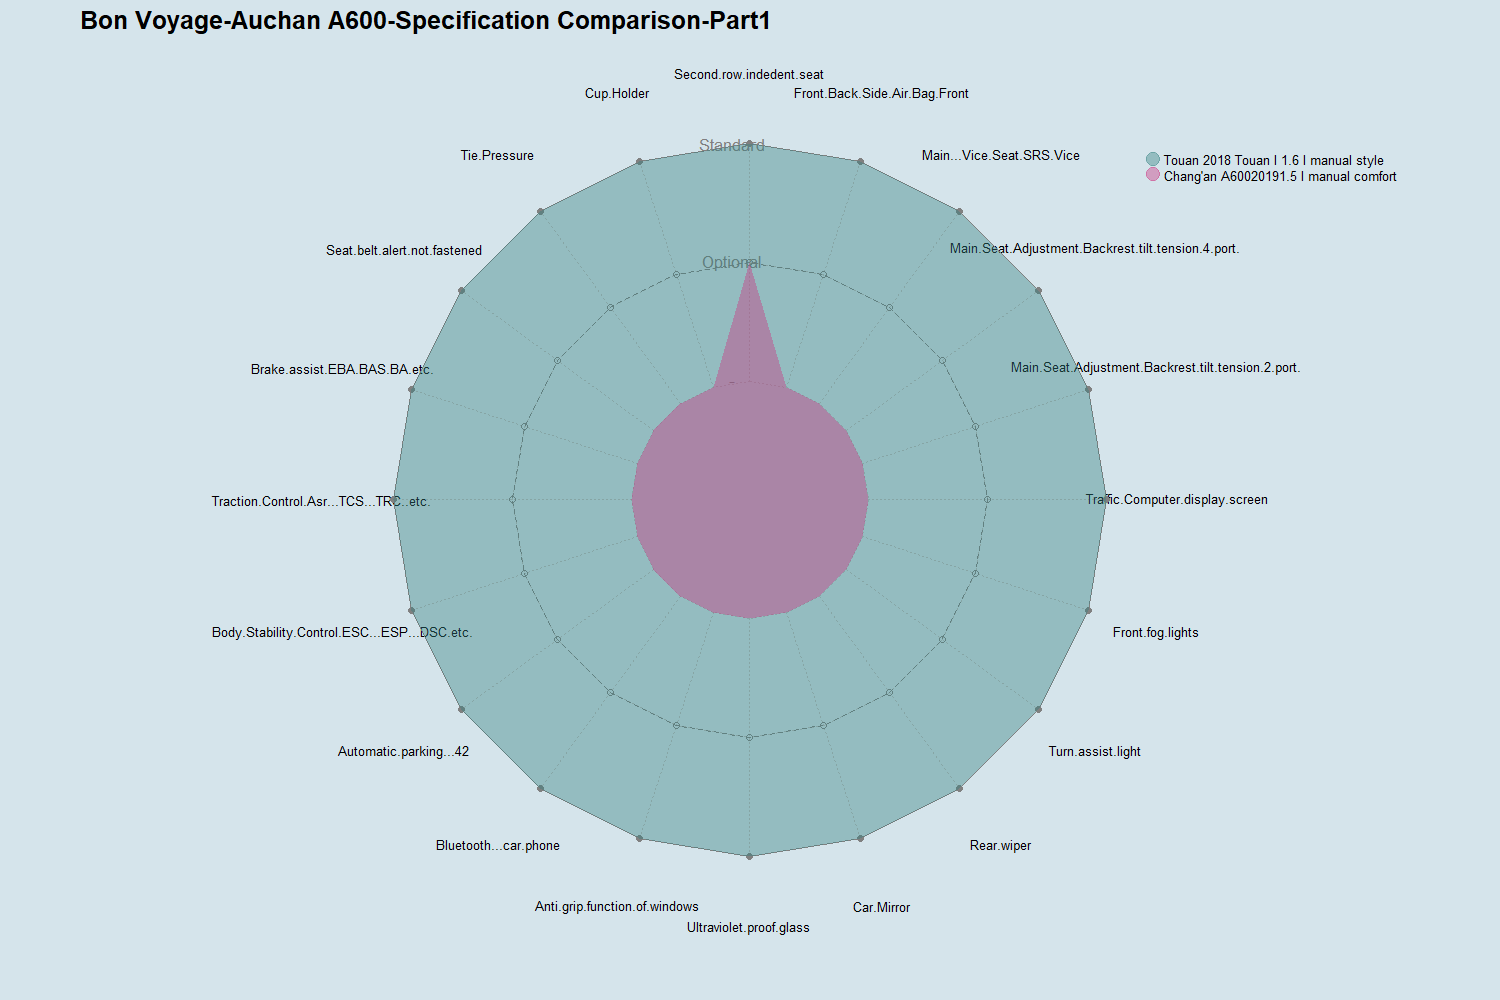 Bon Voyage-Auchan A600-Specification Comparison-Part1
Second.row.indedent.seat
Cup.Holder
Front.Back.Side.Air.Bag.Front
Standard
Tie.Pressure
Main...Vice.Seat.SRS.Vice
Touan 2018 Touan l 1.6 l manual style
Chang'an A60020191.5 l manual comfort
Seat.belt.alert.not.fastened
Main.Seat.Adjustment.Backrest.tilt.tension.4.port.
Optional
Brake.assist.EBA.BAS.BA.etc.
Main.Seat.Adjustment.Backrest.tilt.tension.2.port.
-
Traction.Control.Asr...TCS...TRC..etc.
Traffic.Computer.display.screen
Body.Stability.Control.ESC...ESP...DSC.etc.
Front.fog.lights
Automatic.parking...42
Turn.assist.light
Bluetooth...car.phone
Rear.wiper
Anti.grip.function.of.windows
Car.Mirror
Ultraviolet.proof.glass